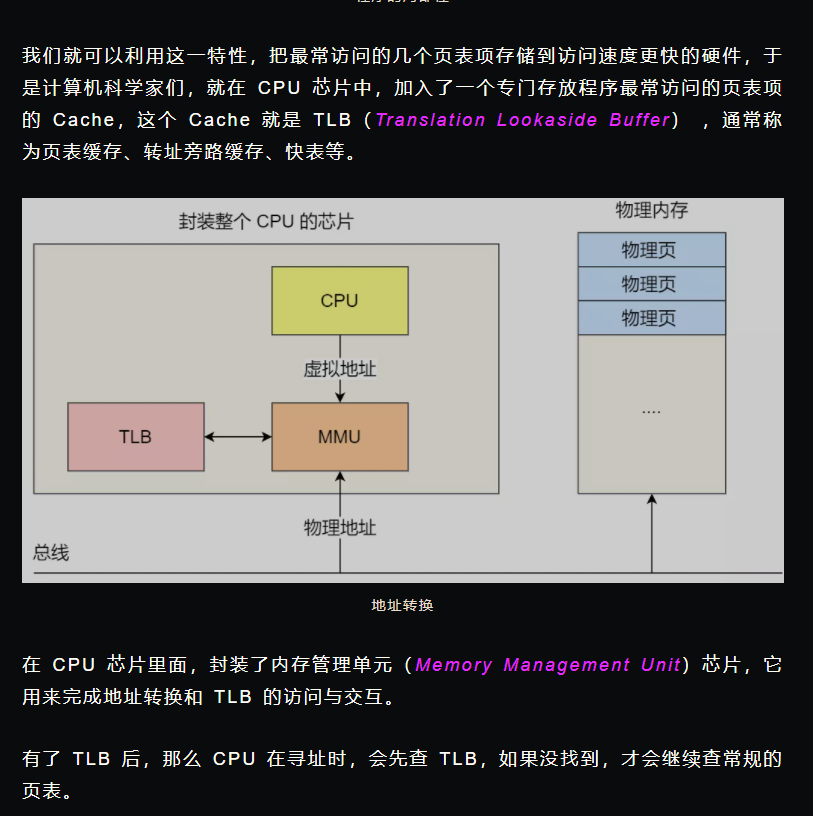 我们就可以利用这一特性，把最常访问的几个页表项存储到访问速度更快的硬件，于
是计算机科学家们，就在 CPU 芯片中，加入了一个专门存放程序最常访问的页表项
的 Cache，这个 Cache 就是 TLB（Translation Lookaside Buffer） ，通常称
为页表缓存、转址旁路缓存、快表等。
封装整个 CPU 的芯片
物理内存
物理页
物理页
物理页
....
CPU
虚拟地址
TLB
MMU
物理地址
总线
地址转换
在 CPU 芯片里面，封装了内存管理单元（Memory Management Unit）芯片，它
用来完成地址转换和 TLB 的访问与交互。
有了 TLB 后，那么 CPU 在寻址时，会先查 TLB，如果没找到，才会继续查常规的
页表。